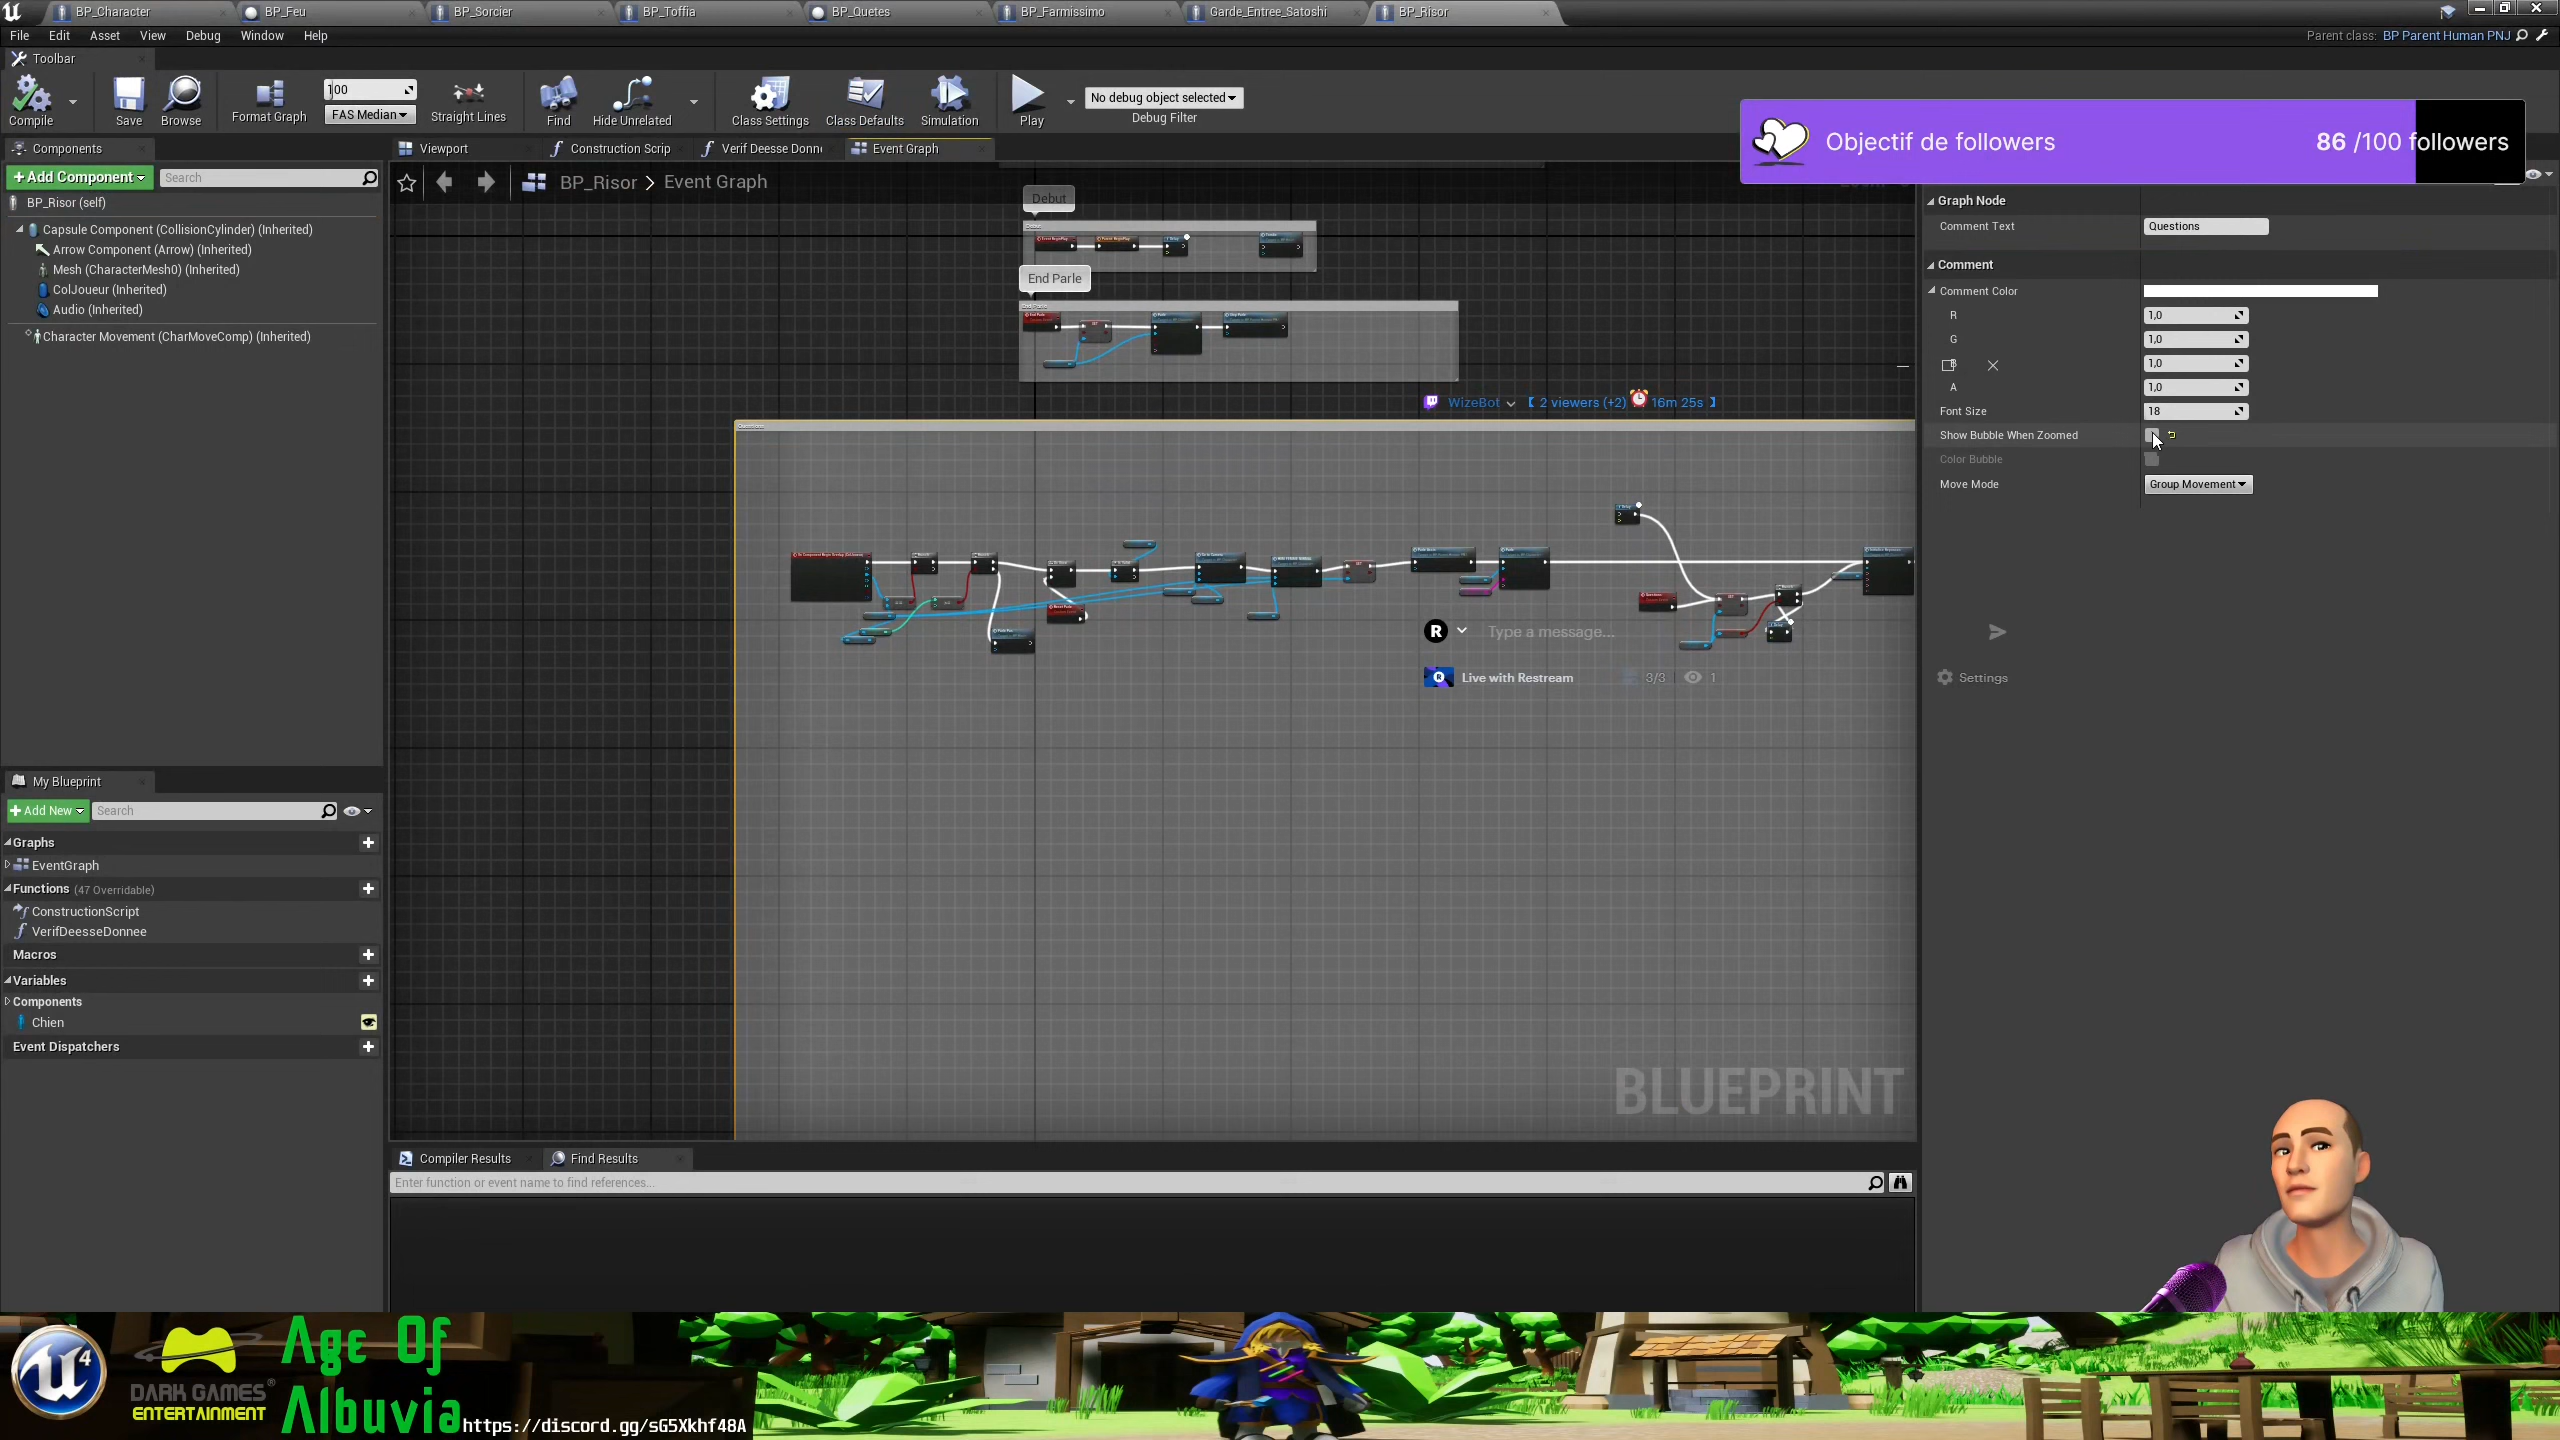 BP_Character
BP_Feu
BP_Sorcier
BP_Toffia
BP_Quetes
BP_Farmissimo
Garde_Entree_Satoshi
BP_Risor
File Edit Asset View Debug Window Help
Parent class: BP Parent Human PNJ
Toolbar
Compile
Save
Browse
Format Graph
100
FAS Median
Straight Lines
Find
Hide Unrelated
Class Settings
Class Defaults
Simulation
Play
No debug object selected
Debug Filter
Objectif de followers
86 /100 followers
Components
+ Add Component
Search
BP_Risor (self)
Capsule Component (CollisionCylinder) (Inherited)
Arrow Component (Arrow) (Inherited)
Mesh (CharacterMesh0) (Inherited)
ColJoueur (Inherited)
Audio (Inherited)
Character Movement (CharMoveComp) (Inherited)
My Blueprint
+ Add New
Search
Graphs
EventGraph
Functions (47 Overridable)
ConstructionScript
VerifDeesseDonnee
Macros
Variables
Components
Chien
Event Dispatchers
Viewport
Construction Scrip
Verif Deesse Donn
Event Graph
BP_Risor > Event Graph
Debut
End Parle
WizeBot
2 viewers (+2)
16m 25s
R
Type a message...
Live with Restream
3/3
1
BLUEPRINT
Settings
Graph Node
Comment Text
Questions
Comment
Comment Color
R 1,0
G 1,0
B 1,0
A 1,0
Font Size 18
Show Bubble When Zoomed
Color Bubble
Move Mode
Group Movement
Compiler Results
Find Results
Enter function or event name to find references...
4
DARK GAMES
ENTERTAINMENT
®
Age Of
Albuvia
https://discord.gg/sG5Xkhf48A